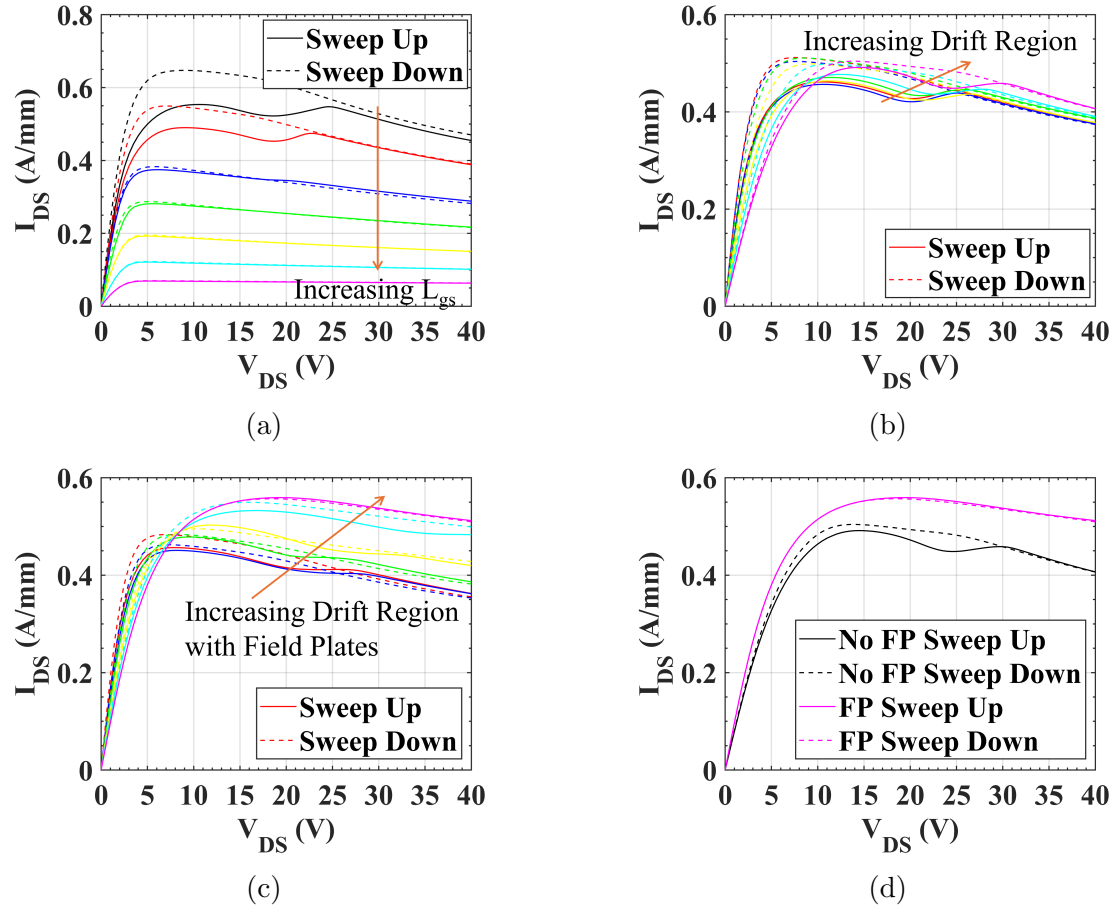 0.8
0.6
0.4
0.2
0
I_DS (A/mm)
Sweep Up
Sweep Down
Increasing L_gs
0 5 10 15 20 25 30 35 40
V_DS (V)
(a)
0.6
0.4
0.2
0
I_DS (A/mm)
Increasing Drift Region
Sweep Up
Sweep Down
0 5 10 15 20 25 30 35 40
V_DS (V)
(b)
0.6
0.4
0.2
0
I_DS (A/mm)
Increasing Drift Region
with Field Plates
Sweep Up
Sweep Down
0 5 10 15 20 25 30 35 40
V_DS (V)
(c)
0.6
0.4
0.2
0
I_DS (A/mm)
No FP Sweep Up
No FP Sweep Down
FP Sweep Up
FP Sweep Down
0 5 10 15 20 25 30 35 40
V_DS (V)
(d)